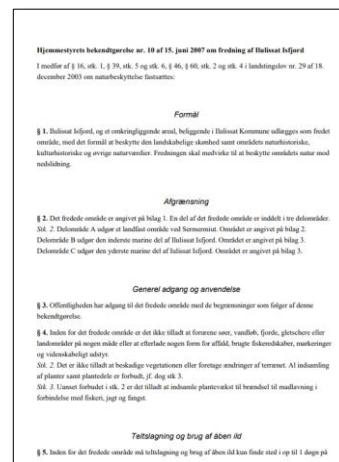 Hjemmestyrets bekendtgørelse nr. 10 af 15. juni 2007 om fredning af Ilulissat Isfjord
I medfør af § 16, stk. 1, § 39, stk. 5 og stk. 6, § 46, § 60, stk. 2 og stk. 4 i landstingslov nr. 29 af 18.
december 2003 om naturbeskyttelse fastsættes:
Formål
§ 1. Ilulissat Isfjord, og et omkringliggende areal, beliggende i Ilulissat Kommune udlægges som fredet
område, med det formål at beskytte den landskabelige skønhed samt områdets naturhistoriske,
kulturhistoriske og øvrige naturværdier. Fredningen skal medvirke til at beskytte områdets natur mod
nedslidning.
Afgrænsning
§ 2. Det fredede område er angivet på bilag 1. En del af det fredede område er inddelt i tre delområder.
Stk. 2. Delområde A udgør et landfast område ved Sermermiut. Området er angivet på bilag 2.
Delområde B udgør den inderste marine del af Ilulissat Isfjord. Området er angivet på bilag 3.
Delområde C udgør den yderste marine del af Ilulissat Isfjord. Området er angivet på bilag 3.
Generel adgang og anvendelse
§ 3. Offentligheden har adgang til det fredede område med de begrænsninger som følger af denne
bekendtgørelse.
§ 4. Inden for det fredede område er det ikke tilladt at forurene søer, vandløb, fjorde, gletschere eller
landområder på nogen måde eller at efterlade nogen form for affald, brugte fiskeredskaber, markeringer
og videnskabeligt udstyr.
Stk. 2. Det er ikke tilladt at beskadige vegetationen eller foretage ændringer af terrænet. Al indsamling
af planter samt plantedele er forbudt, jf. dog stk 3.
Stk. 3. Uanset forbudet i stk. 2 er det tilladt at indsamle plantevækst til brændsel til madlavning i
forbindelse med fiskeri, jagt og fangst.
Teltslagning og brug af åben ild
§ 5. Inden for det fredede område må teltslagning og brug af åben ild kun finde sted i op til 1 døgn på